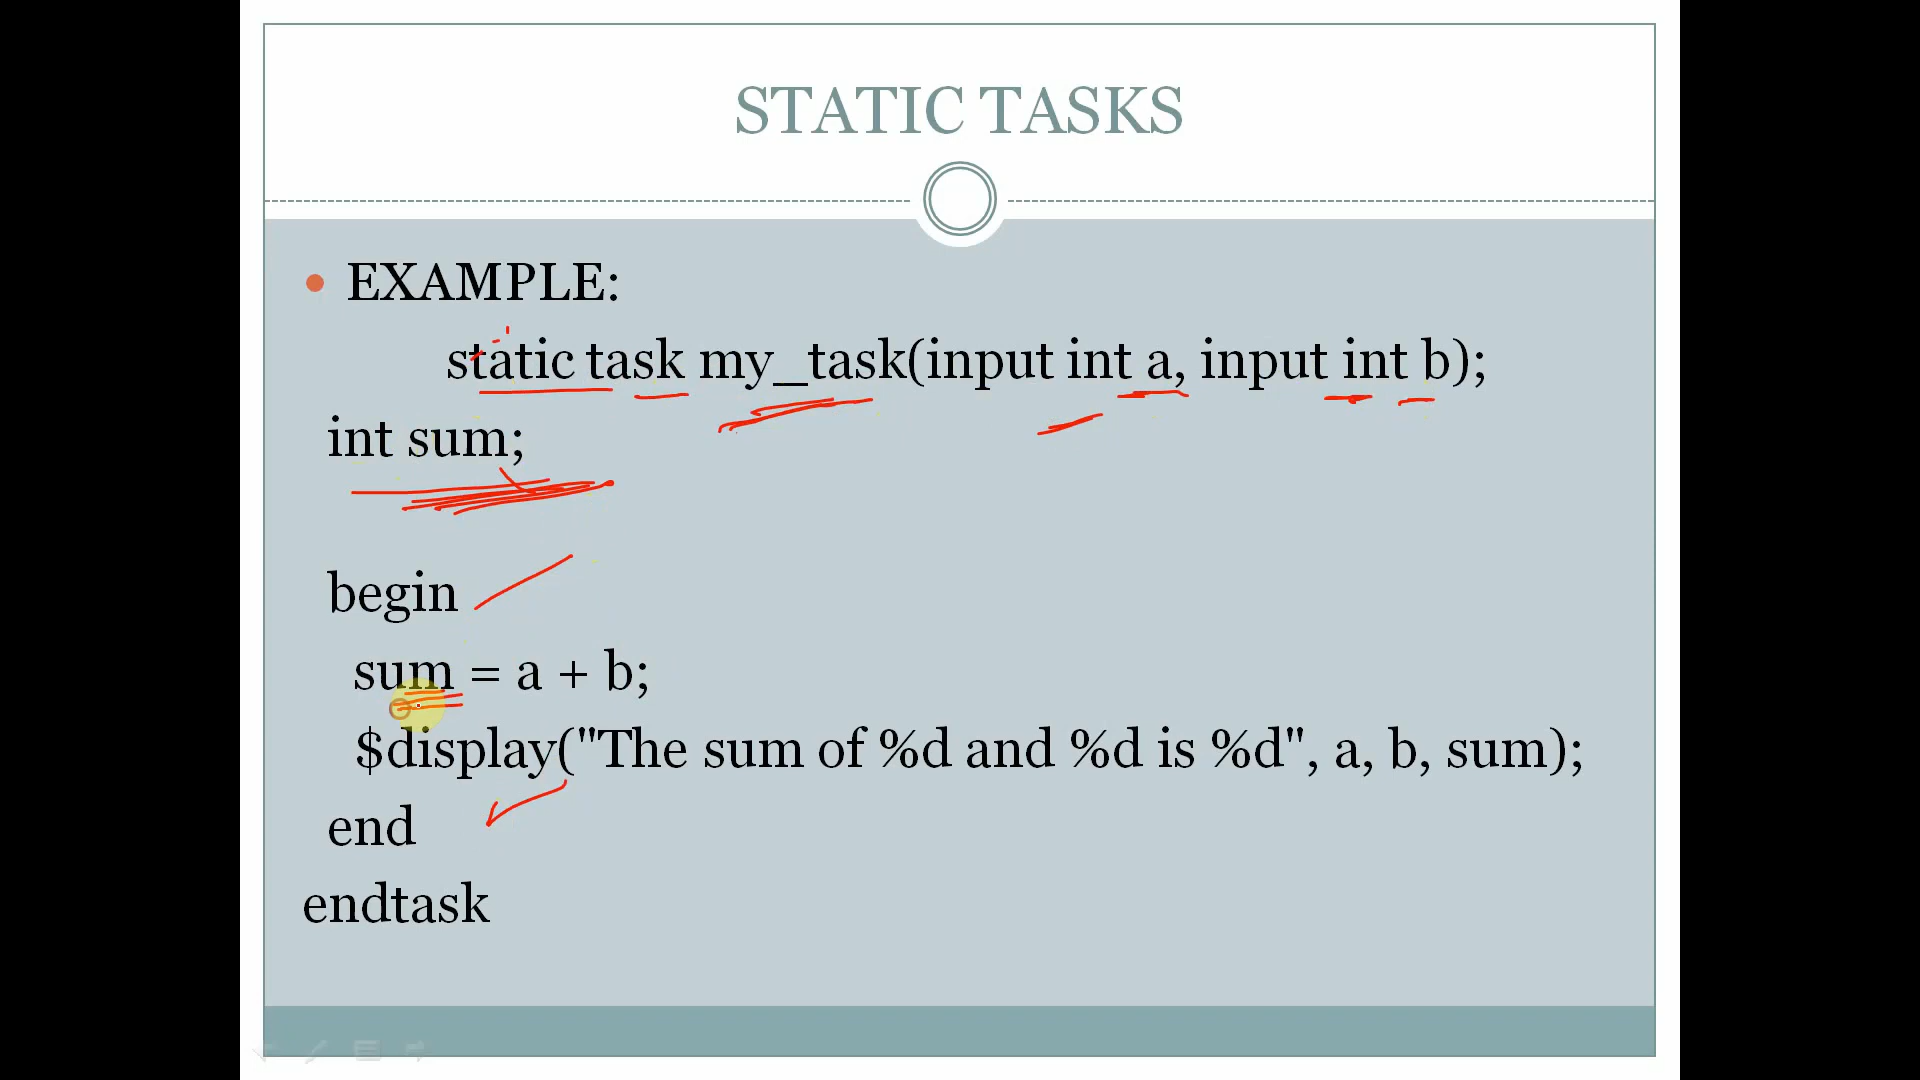 STATIC TASKS
EXAMPLE:
static task my_task(input int a, input int b);
int sum;
begin
sum = a + b;
$display("The sum of %d and %d is %d", a, b, sum);
end
endtask